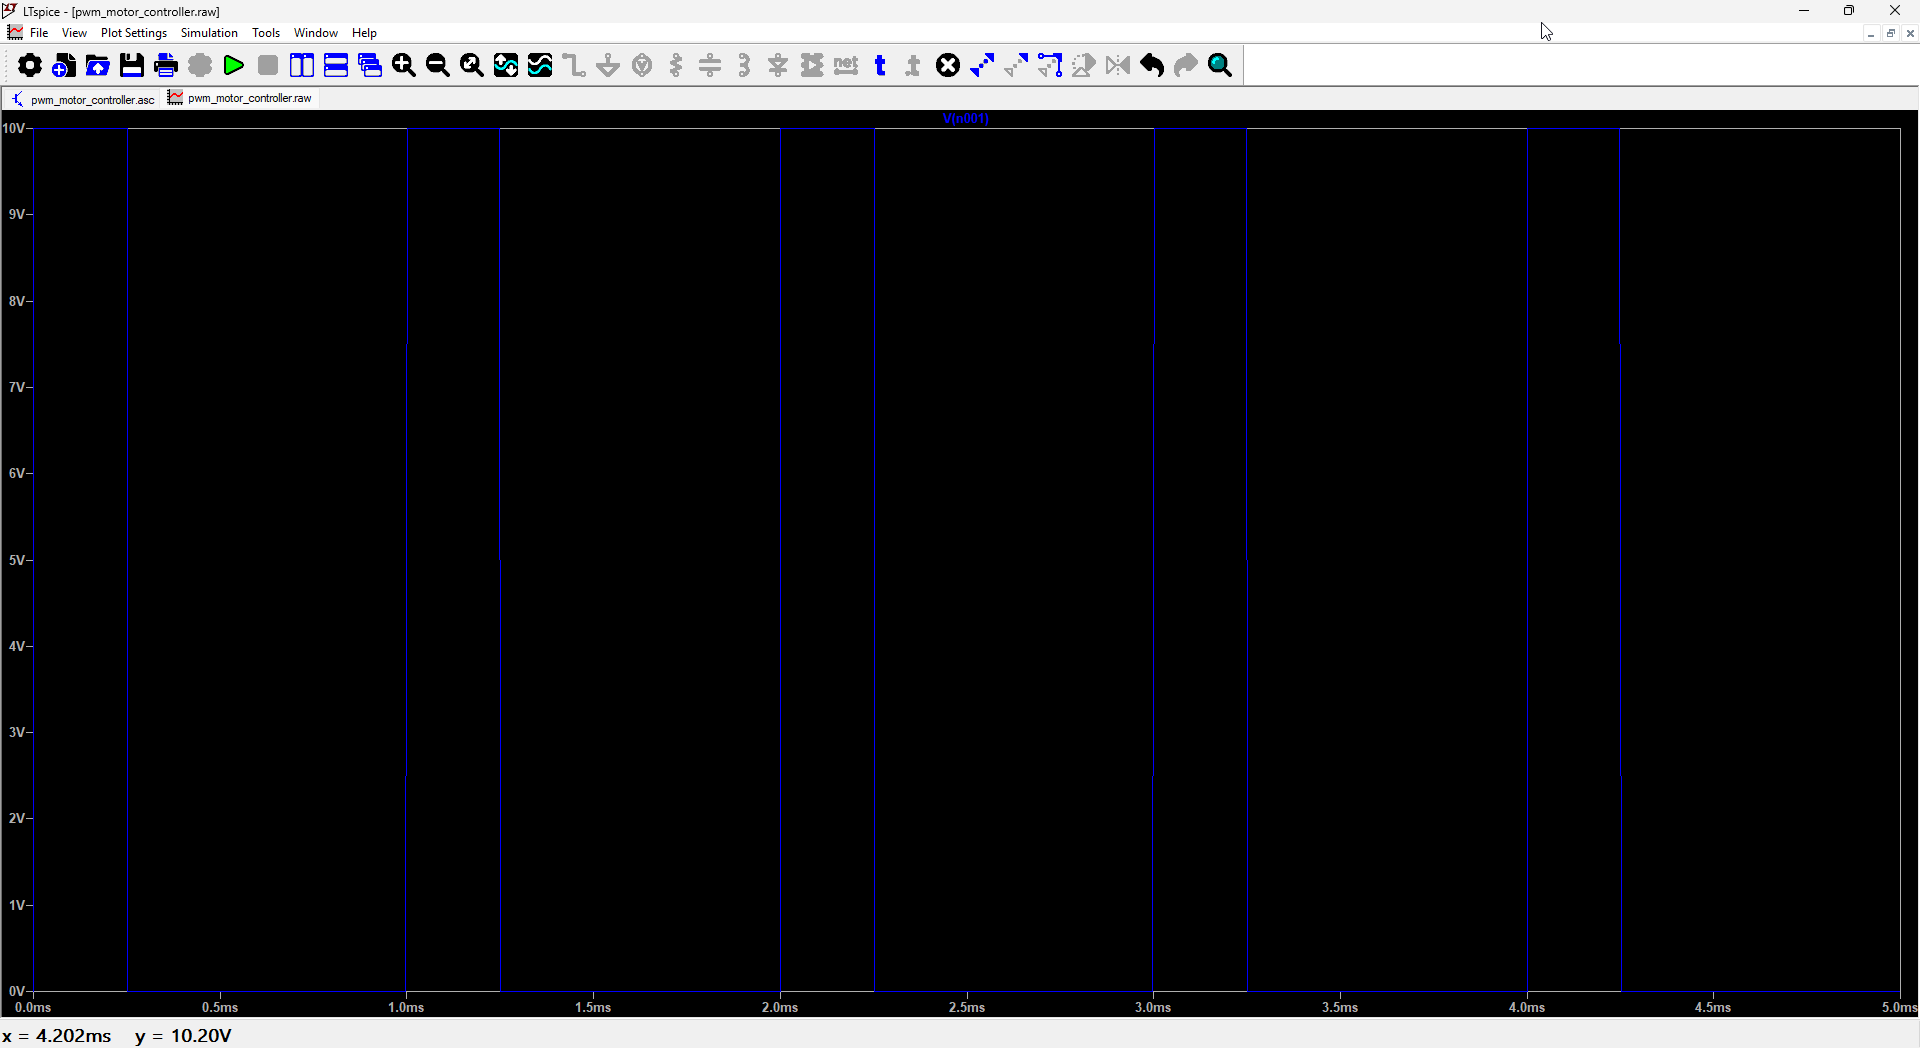 LTspice - [pwm_motor_controller.raw]
File View Plot Settings Simulation Tools Window Help
pwm_motor_controller.asc pwm_motor_controller.raw
V(n001)
10V
9V
8V
7V
6V
5V
4V
3V
2V
1V
0V
0.0ms 0.5ms 1.0ms 1.5ms 2.0ms 2.5ms 3.0ms 3.5ms 4.0ms 4.5ms 5.0ms
x = 4.202ms y = 10.20V